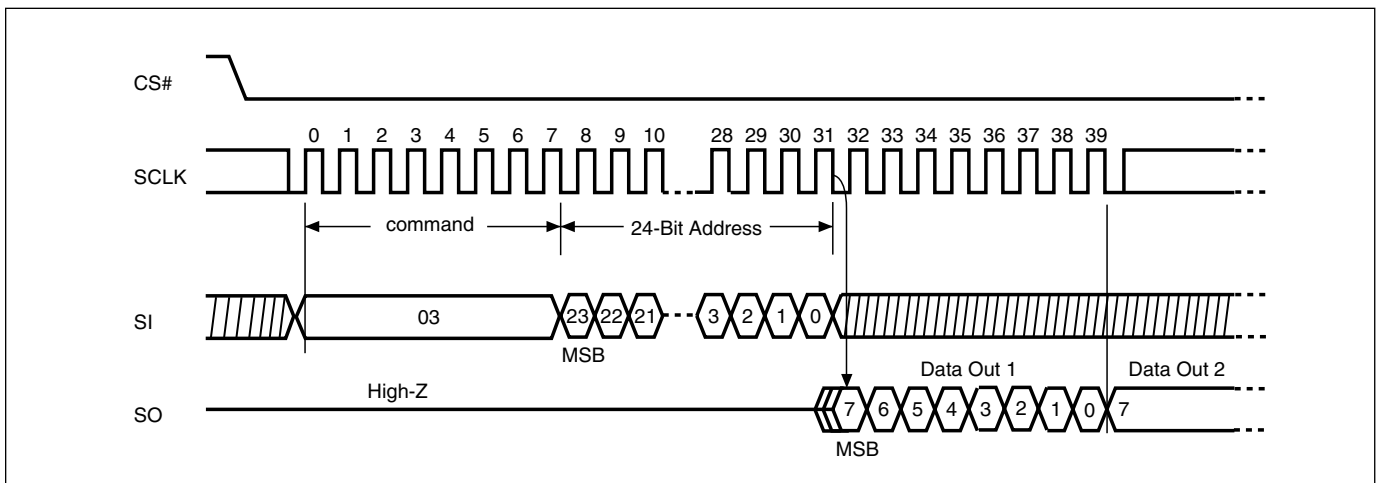 CS#
0 1 2 3 4 5 6 7 8 9 10 28 29 30 31 32 33 34 35 36 37 38 39
SCLK
command
24-Bit Address
SI
03 23 22 21 3 2 1 0
MSB
High-Z
Data Out 1
Data Out 2
SO
7 6 5 4 3 2 1 0 7
MSB